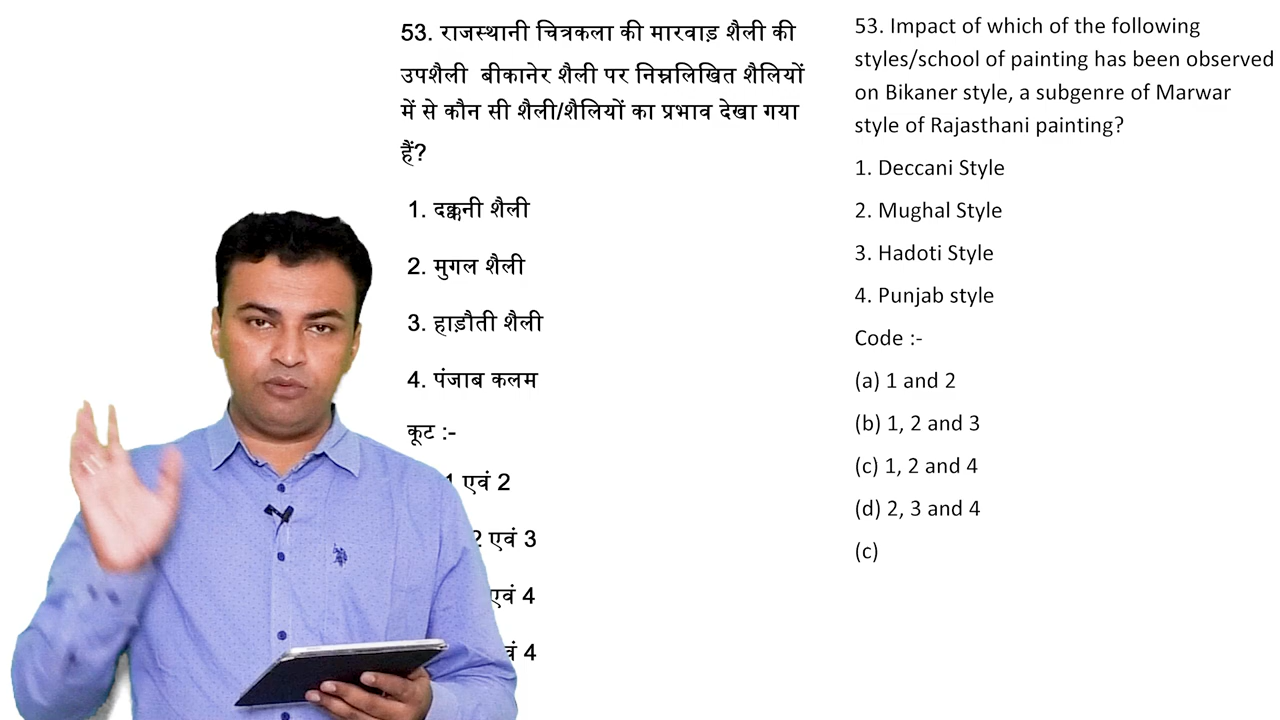 53. राजस्थानी चित्रकला की मारवाड़ शैली की
उपशैली बीकानेर शैली पर निम्नलिखित शैलियों
में से कौन सी शैली/शैलियों का प्रभाव देखा गया
हैं?
1. दक्कनी शैली
2. मुगल शैली
3. हाड़ौती शैली
4. पंजाब कलम
कूट :-
1 एवं 2
2 एवं 3
एवं 4
वं 4
53. Impact of which of the following
styles/school of painting has been observed
on Bikaner style, a subgenre of Marwar
style of Rajasthani painting?
1. Deccani Style
2. Mughal Style
3. Hadoti Style
4. Punjab style
Code :-
(a) 1 and 2
(b) 1, 2 and 3
(c) 1, 2 and 4
(d) 2, 3 and 4
(c)